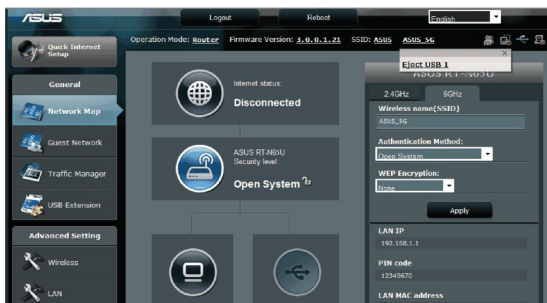 ASUS
Logout
Reboot
English
Quick Internet
Setup
Operation Mode: Router Firmware Version: 3.0.0.1.21 SSID: ASUS ASUS_5G
Eject USB 1
General
Network Map
Guest Network
Traffic Manager
USB Extension
Advanced Setting
Wireless
LAN
Internet status:
Disconnected
ASUS RT-N65U
Security level:
Open System
ASUS RT-N65U
2.4GHz
5GHz
Wireless name(SSID)
ASUS_5G
Authentication Method:
Open System
WEP Encryption:
None
Apply
LAN IP
192.168.1.1
PIN code
12345670
LAN MAC address